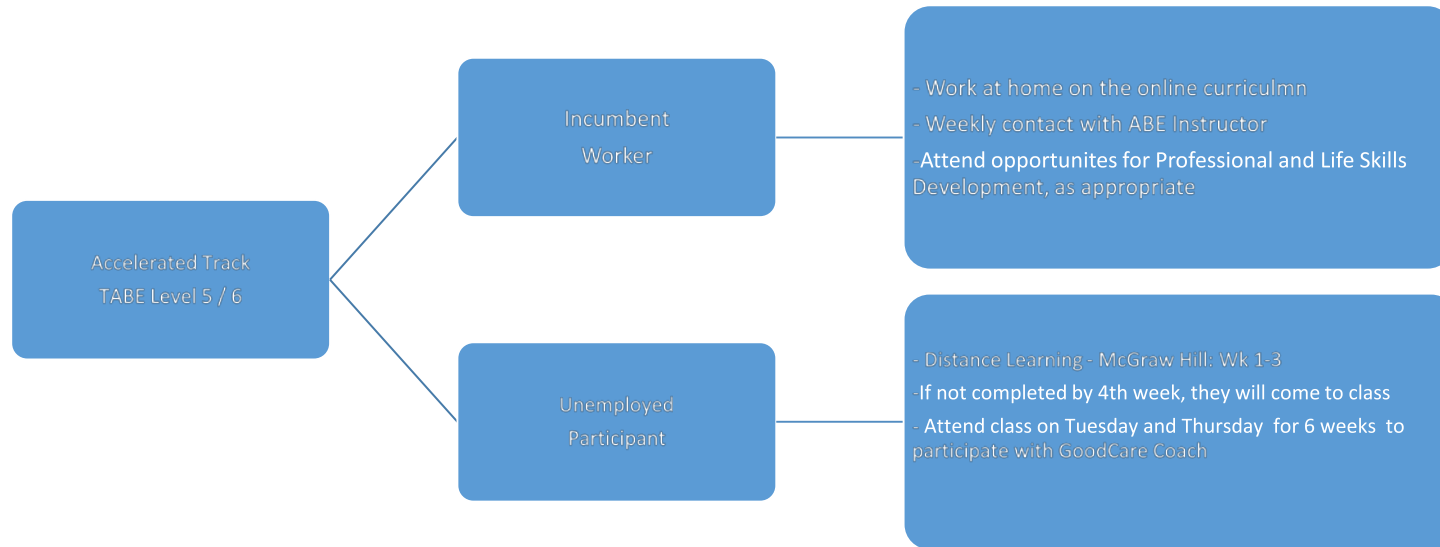 Accelerated Track
TABE Level 5 / 6
Incumbent
Worker
- Work at home on the online curriculmn
- Weekly contact with ABE Instructor
-Attend opportunites for Professional and Life Skills
Development, as appropriate
Unemployed
Participant
- Distance Learning - McGraw Hill: Wk 1-3
-If not completed by 4th week, they will come to class
- Attend class on Tuesday and Thursday for 6 weeks to
participate with GoodCare Coach